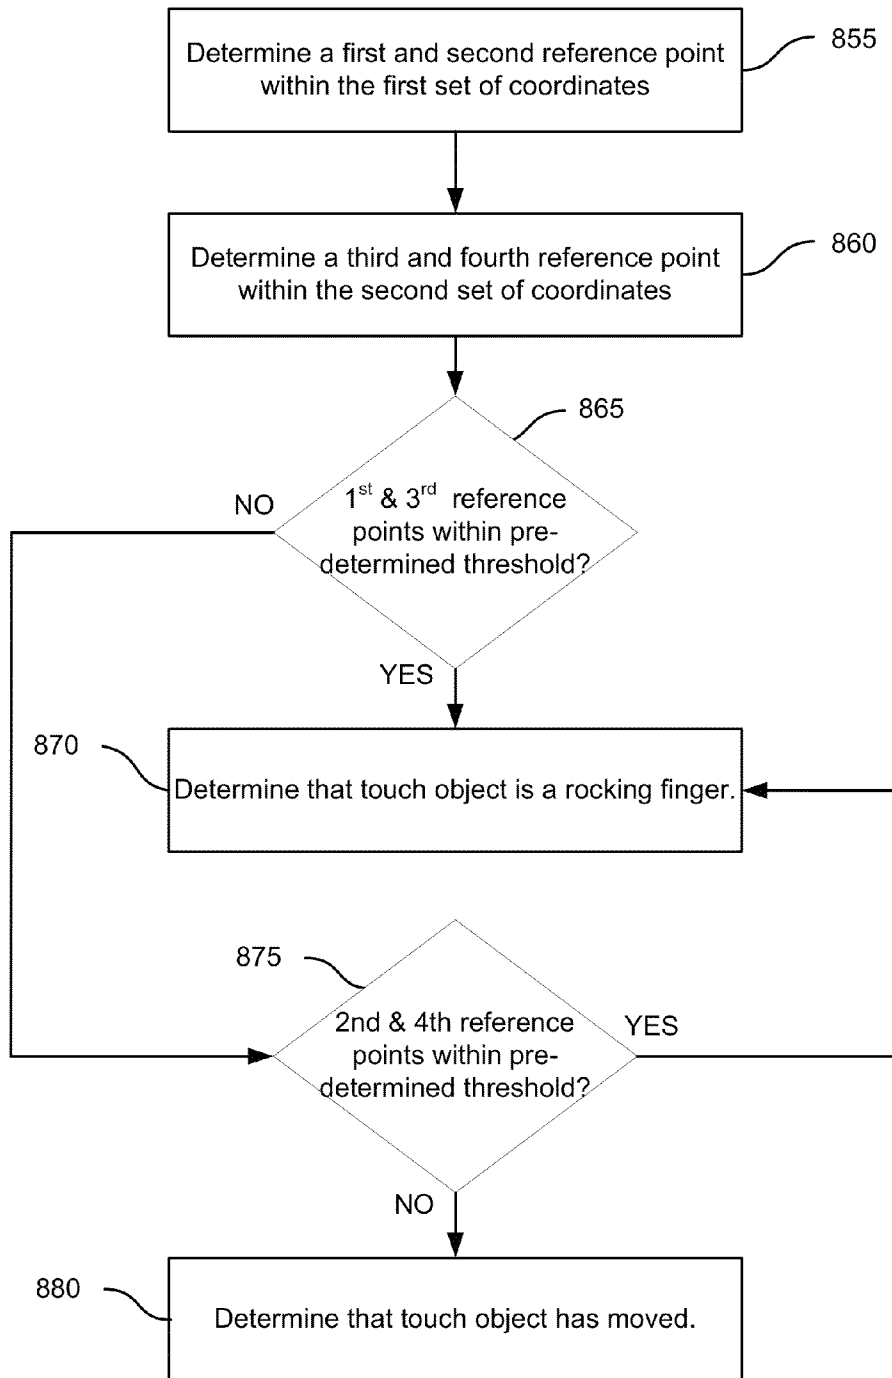 Determine a first and second reference point
within the first set of coordinates
855
Determine a third and fourth reference point
within the second set of coordinates
860
865
NO
1st & 3rd reference
points within pre-
determined threshold?
YES
870
Determine that touch object is a rocking finger.
875
2nd & 4th reference
points within pre-
determined threshold?
YES
NO
880
Determine that touch object has moved.